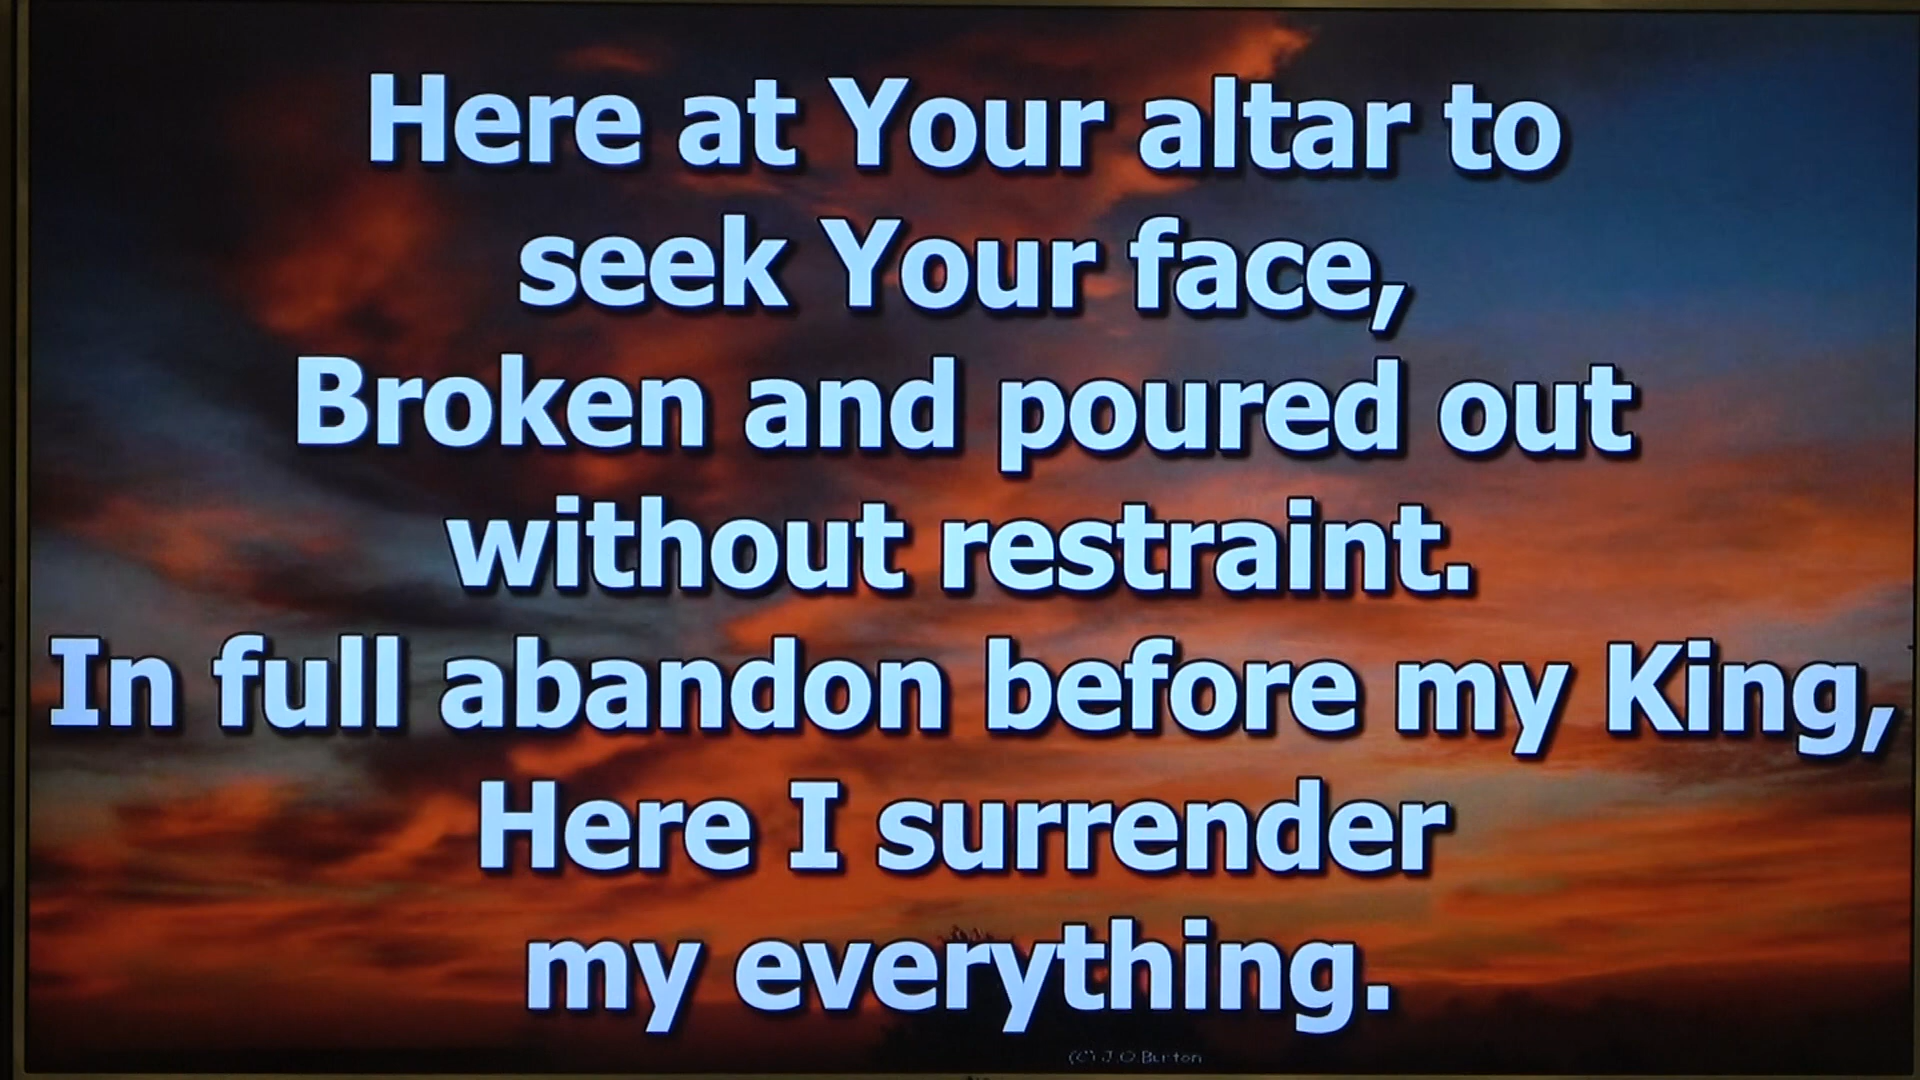 Here at Your altar to
seek Your face,
Broken and poured out
without restraint.
In full abandon before my King,
Here I surrender
my everything.
(C) J.O.Burton